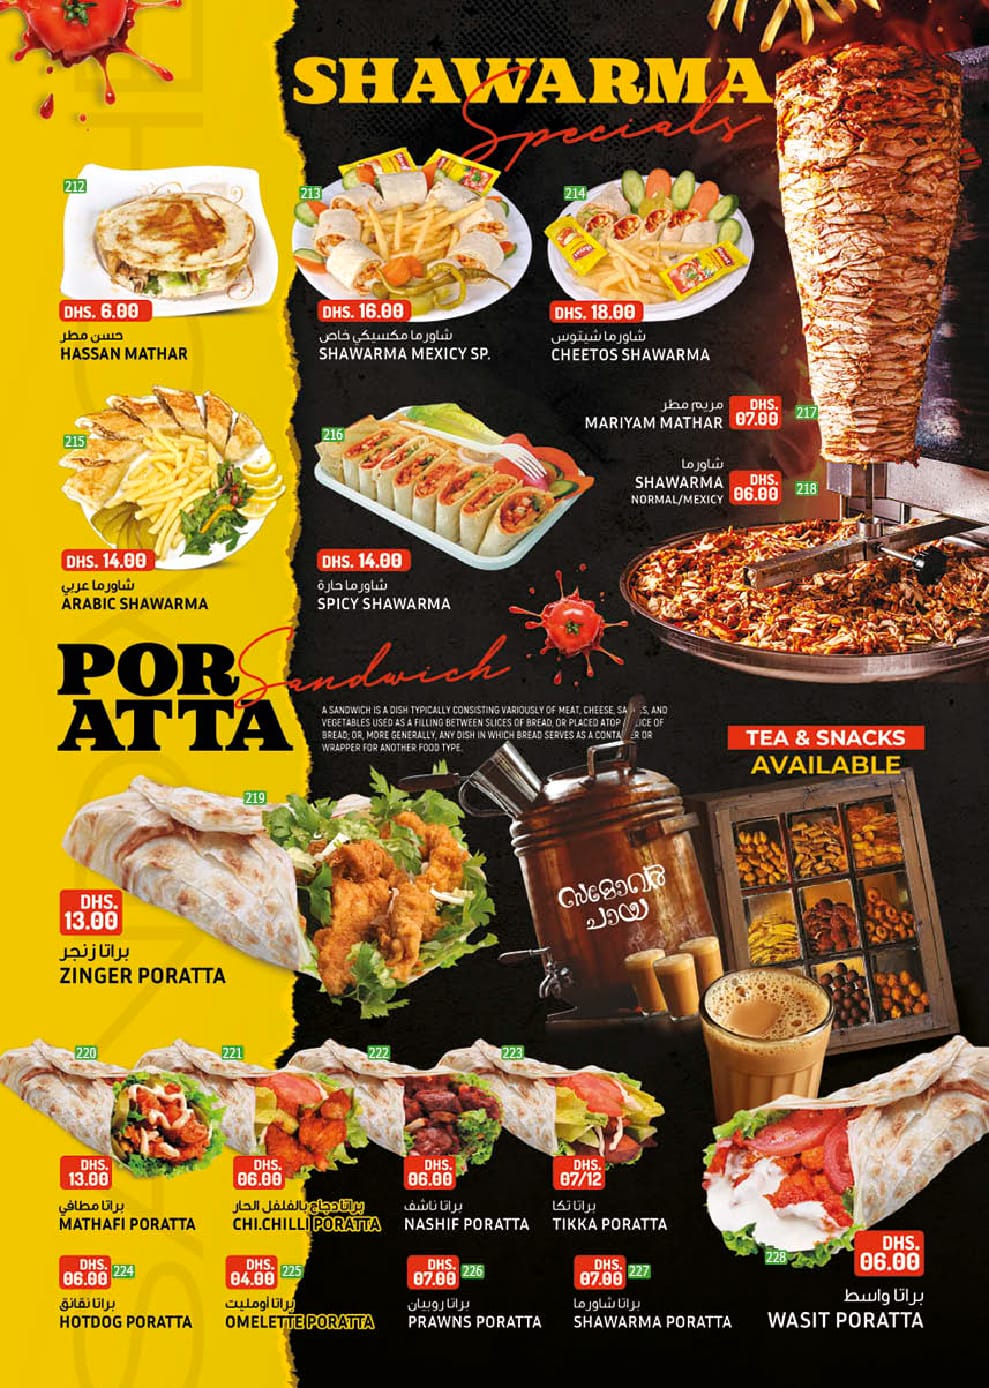 SHAWARMA
Specials
212
DHS. 6.00
حسن مطر
HASSAN MATHAR
213
DHS. 16.00
شاورما مكسيكي خاص
SHAWARMA MEXICY SP.
214
DHS. 18.00
شاورما شيتوس
CHEETOS SHAWARMA
215
DHS. 14.00
شاورما عربي
ARABIC SHAWARMA
216
DHS. 14.00
شاورما حارة
SPICY SHAWARMA
مريم مطر
MARIYAM MATHAR
DHS.
07.00
217
شاورما
SHAWARMA
NORMAL/MEXICY
DHS.
06.00
218
PORATTA
Sandwich
A SANDWICH IS A DISH TYPICALLY CONSISTING VARIOUSLY OF MEAT, CHEESE, AND
VEGETABLES USED AS A FILLING BETWEEN SLICES OF BREAD, OR PLACED ATOP OF
BREAD; OR, MORE GENERALLY, ANY DISH IN WHICH BREAD SERVES AS A OR
WRAPPER FOR ANOTHER FOOD TYPE.
TEA & SNACKS
AVAILABLE
സമോവർ
ചായ
219
DHS.
13.00
براتا زنجر
ZINGER PORATTA
220
DHS.
13.00
براتا مطافي
MATHAFI PORATTA
221
DHS.
06.00
براتا دجاج بالفلفل الحار
CHI.CHILLI PORATTA
222
DHS.
06.00
براتا ناشف
NASHIF PORATTA
223
DHS.
07/12
براتا تكا
TIKKA PORATTA
DHS.
06.00
224
براتا نقانق
HOTDOG PORATTA
DHS.
04.00
225
براتا أومليت
OMELETTE PORATTA
DHS.
07.00
226
براتا روبيان
PRAWNS PORATTA
DHS.
07.00
227
براتا شاورما
SHAWARMA PORATTA
228
DHS.
06.00
براتا واسط
WASIT PORATTA